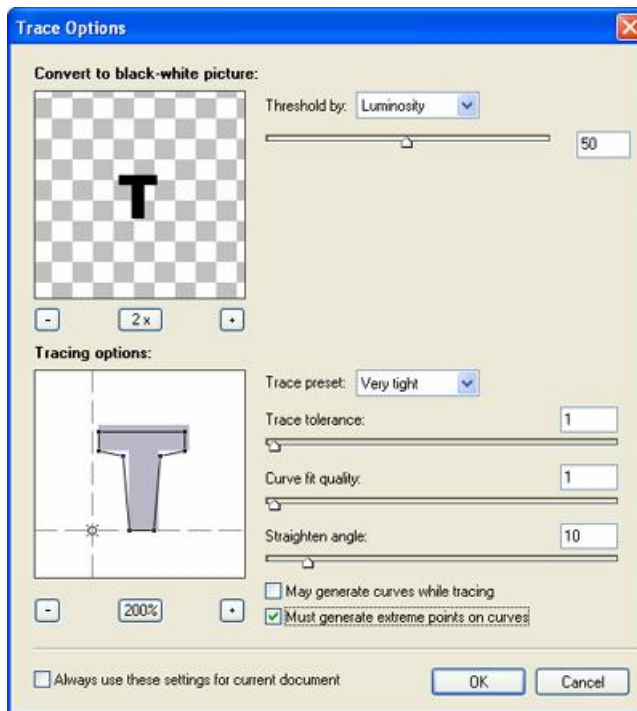 Trace Options
Convert to black-white picture:
Threshold by: Luminosity
50
T
- 2 x +
Tracing options:
Trace preset: Very tight
Trace tolerance: 1
Curve fit quality: 1
Straighten angle: 10
May generate curves while tracing
- 200% + Must generate extreme points on curves
Always use these settings for current document OK Cancel